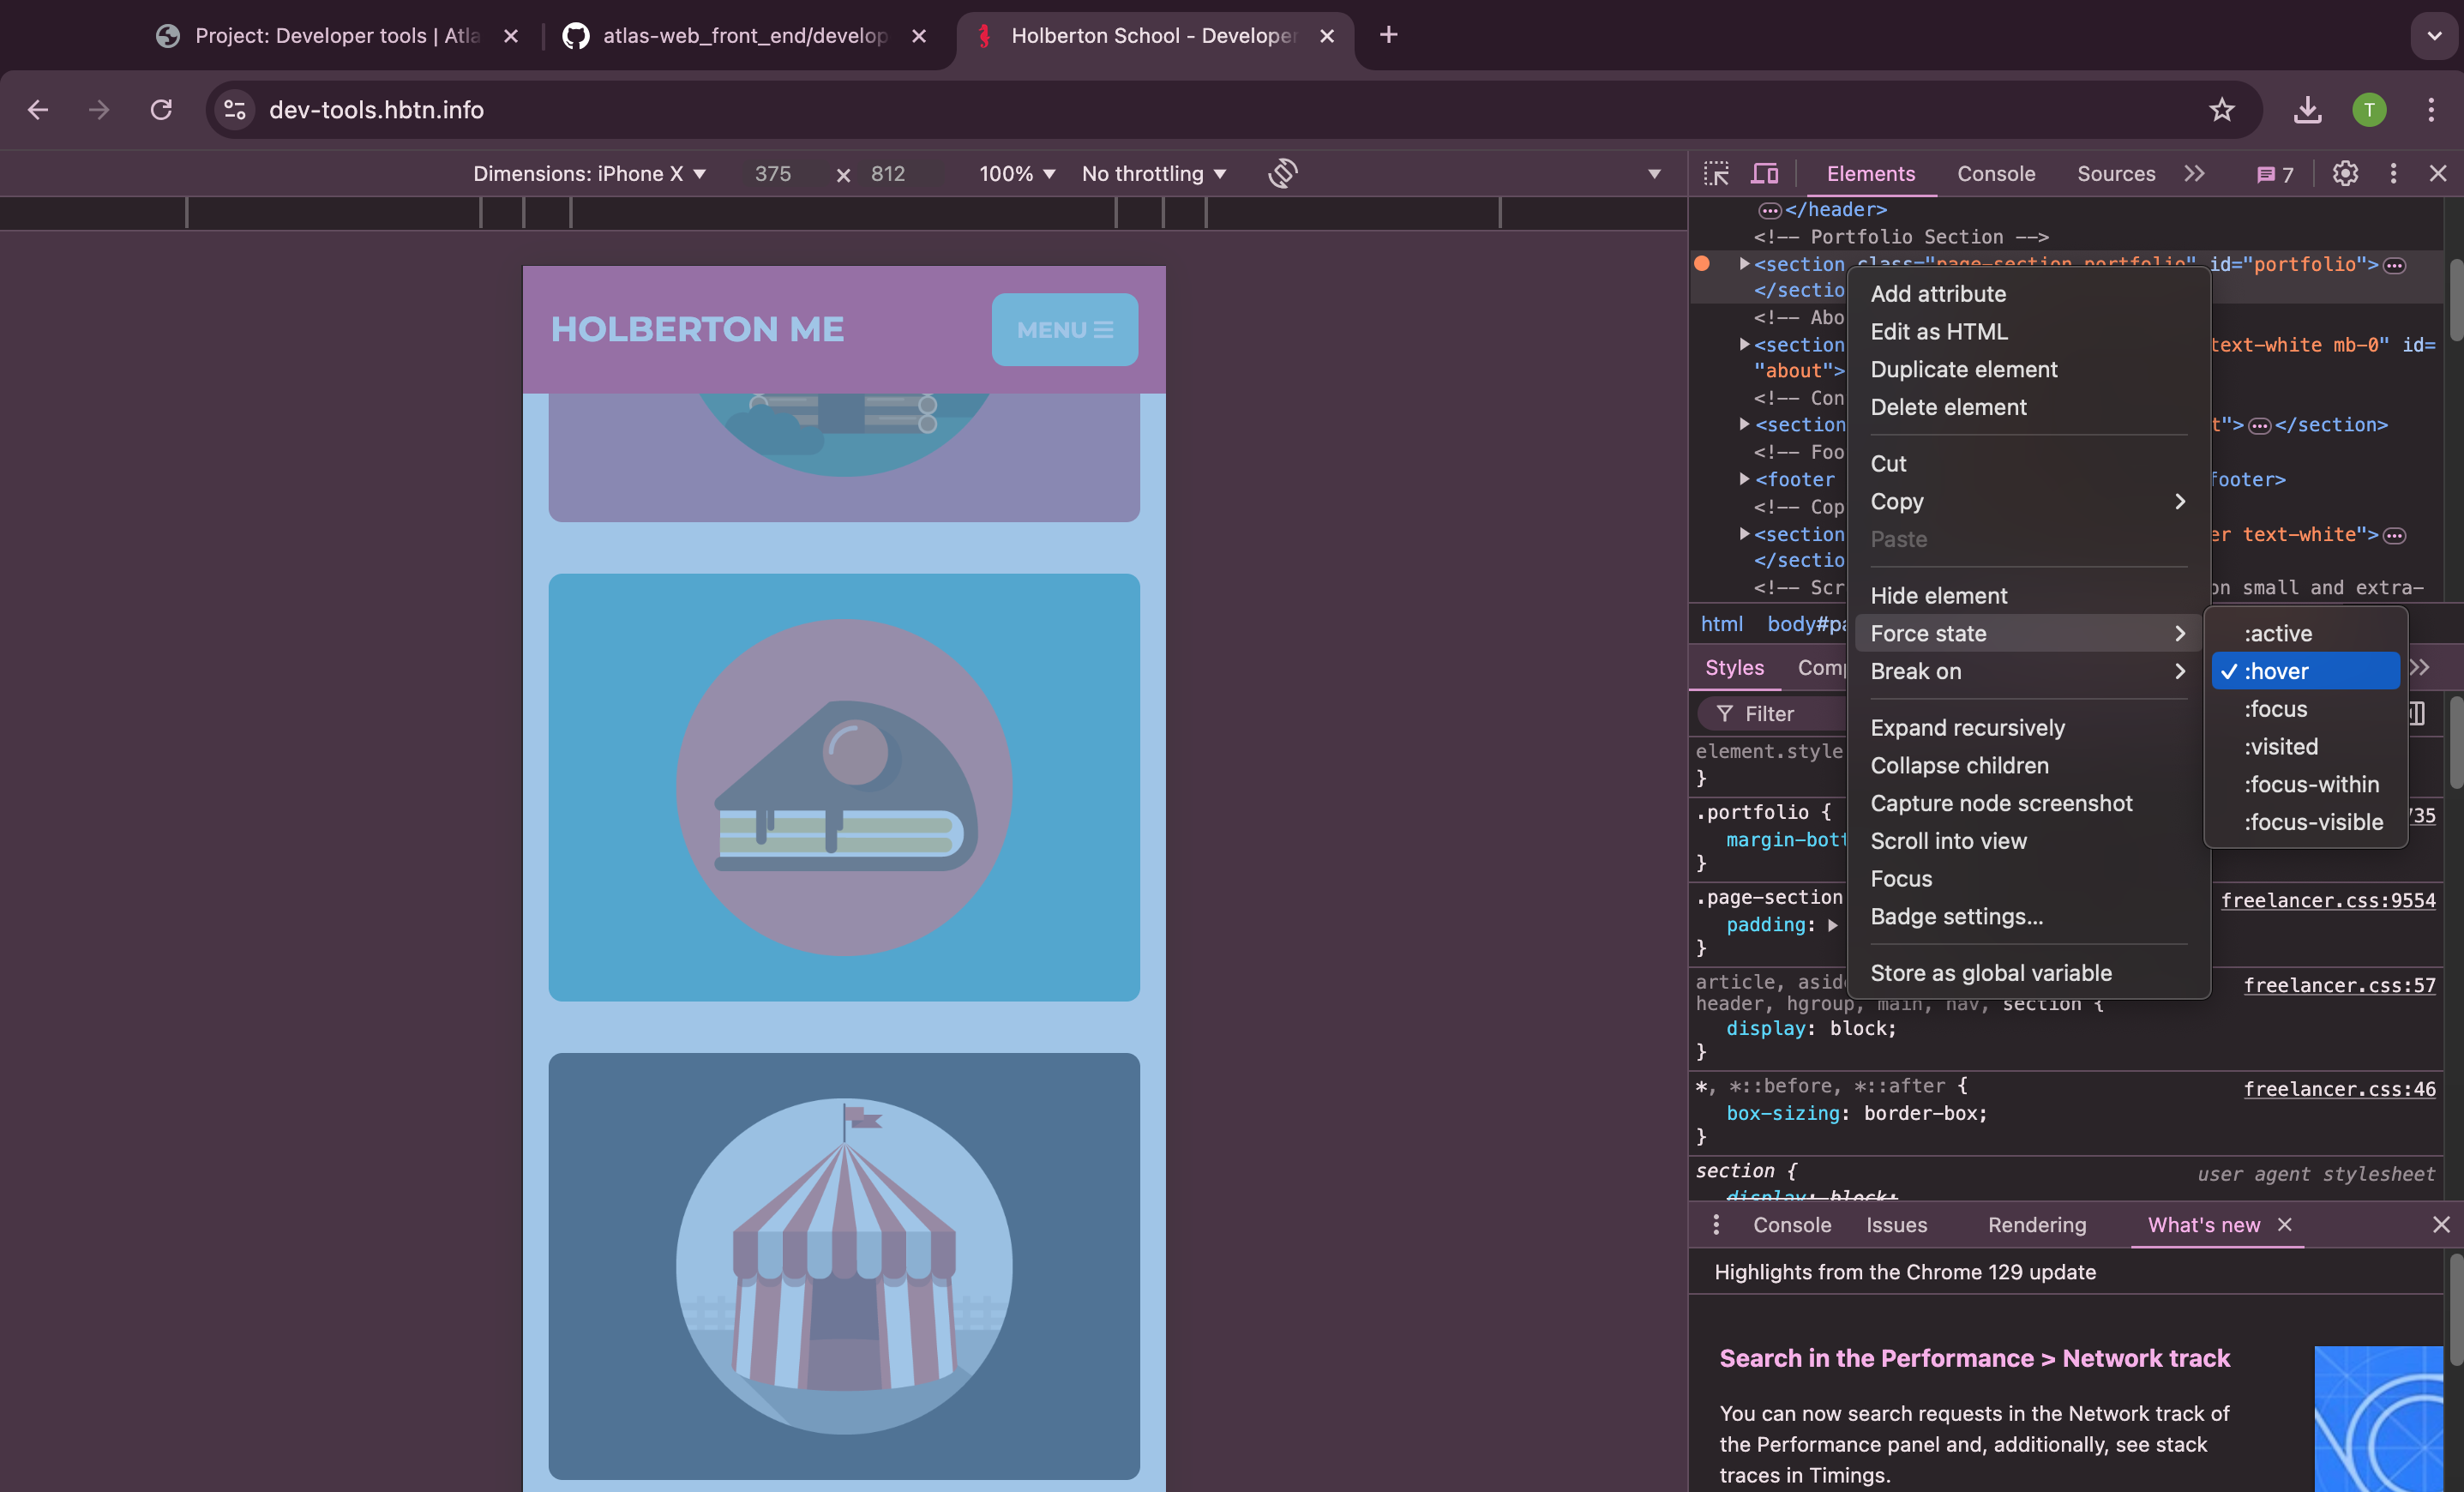 Project: Developer tools | Atla
atlas-web_front_end/develop
Holberton School - Developer
dev-tools.hbtn.info
T
Dimensions: iPhone X
375 × 812
100%
No throttling
Elements
Console
Sources
7
HOLBERTON ME
MENU
</header>
<!-- Portfolio Section -->
<section class="page-section portfolio" id="portfolio">
</sectio
<!-- Abo
<section text-white mb-0" id=
"about">
<!-- Con
<section t"> </section>
<!-- Foo
<footer footer>
<!-- Cop
<section er text-white">
</sectio
<!-- Scr on small and extra-
html body#pa
Add attribute
Edit as HTML
Duplicate element
Delete element
Cut
Copy
Paste
Hide element
Force state
Break on
Expand recursively
Collapse children
Capture node screenshot
Scroll into view
Focus
Badge settings...
Store as global variable
:active
:hover
:focus
:visited
:focus-within
:focus-visible
Styles Comp
Filter
element.style
}
.portfolio { 735
margin-bott
}
.page-section freelancer.css:9554
padding:
}
article, aside freelancer.css:57
header, hgroup, main, nav, section {
display: block;
}
*, *::before, *::after { freelancer.css:46
box-sizing: border-box;
}
section { user agent stylesheet
display: block;
Console Issues Rendering What's new
Highlights from the Chrome 129 update
Search in the Performance > Network track
You can now search requests in the Network track of
the Performance panel and, additionally, see stack
traces in Timings.